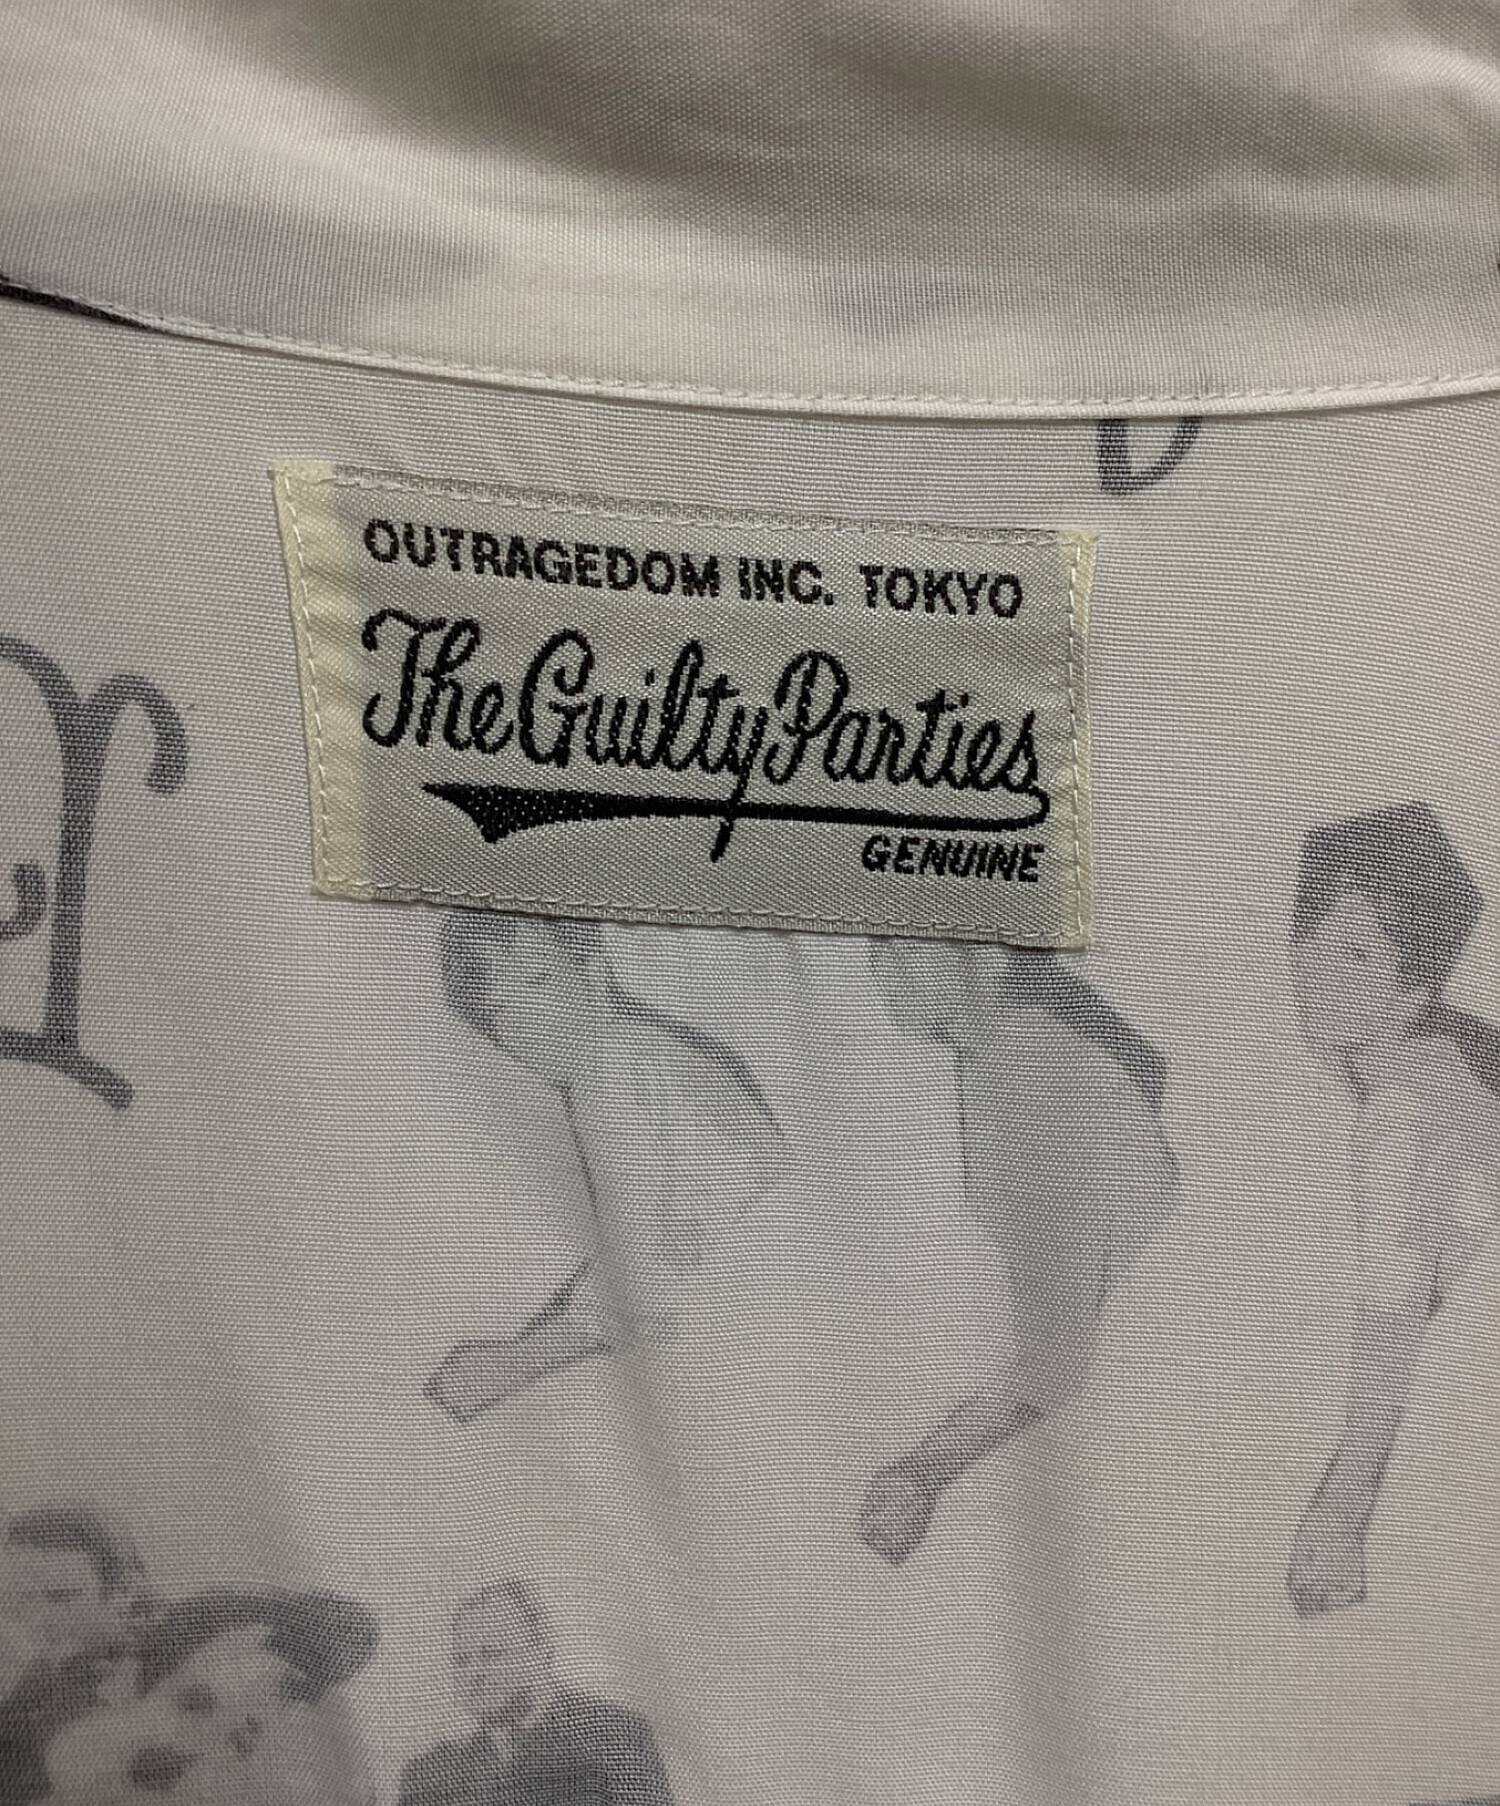 OUTRAGEDOM INC. TOKYO
The Guilty Parties
GENUINE